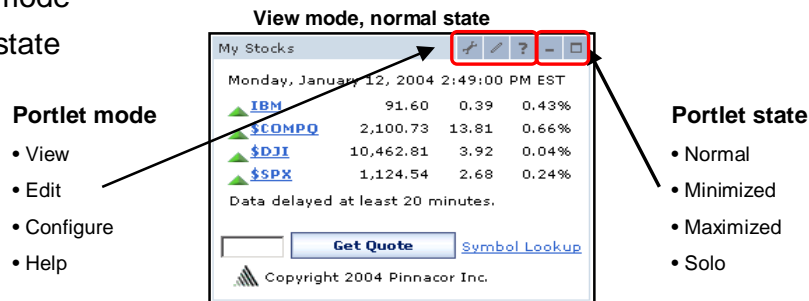 mode
state
View mode, normal state
My Stocks
?
Monday, January 12, 2004 2:49:00 PM EST
IBM 91.60 0.39 0.43%
$COMPQ 2,100.73 13.81 0.66%
$DJI 10,462.81 3.92 0.04%
$SPX 1,124.54 2.68 0.24%
Data delayed at least 20 minutes.
Get Quote Symbol Lookup
Copyright 2004 Pinnacor Inc.
Portlet mode
• View
• Edit
• Configure
• Help
Portlet state
• Normal
• Minimized
• Maximized
• Solo